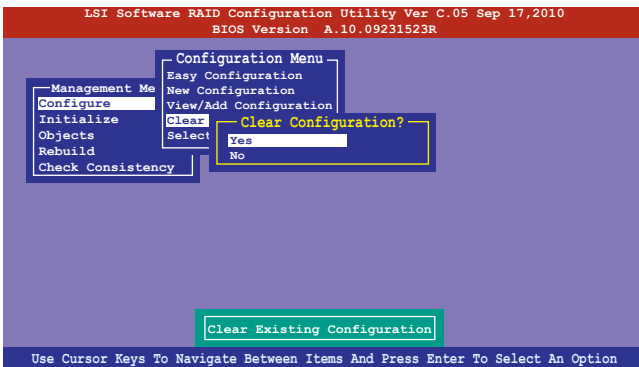 LSI Software RAID Configuration Utility Ver C.05 Sep 17,2010
BIOS Version A.10.09231523R
Configuration Menu
Easy Configuration
New Configuration
View/Add Configuration
Clear
Select
Management Me
Configure
Initialize
Objects
Rebuild
Check Consistency
Clear Configuration?
Yes
No
Clear Existing Configuration
Use Cursor Keys To Navigate Between Items And Press Enter To Select An Option